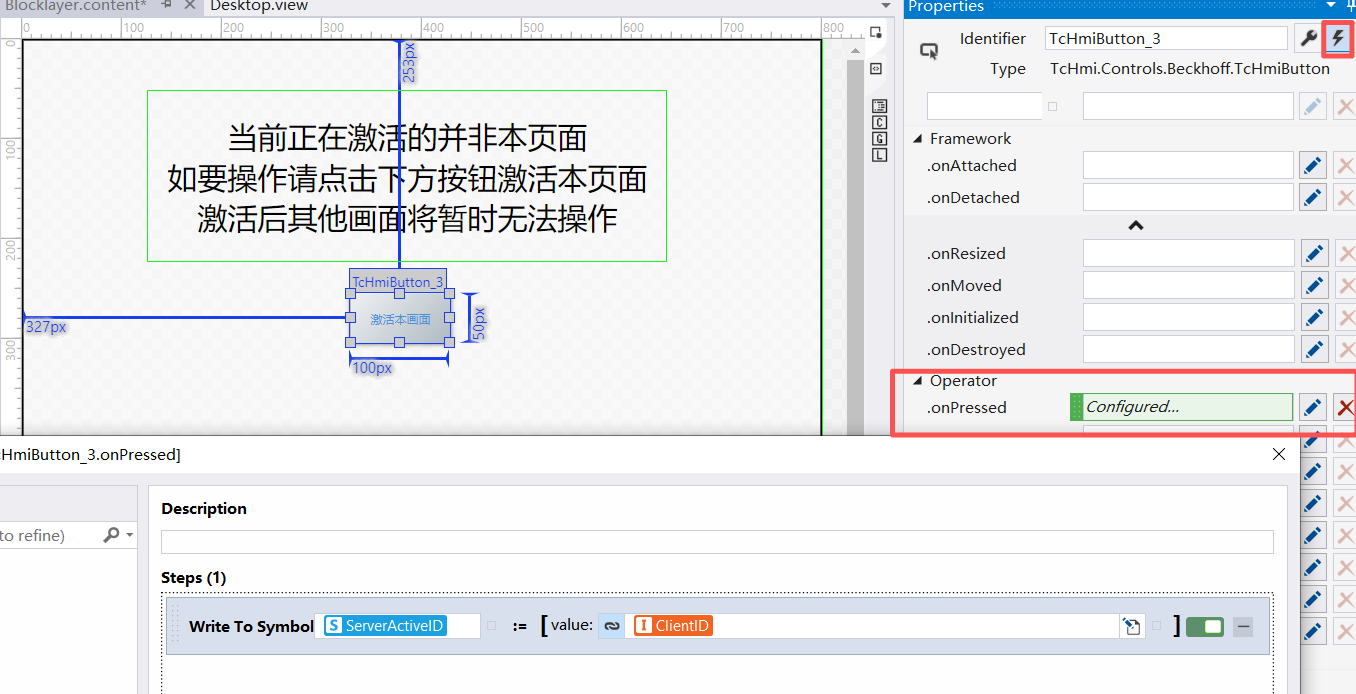 Blocklayer.content*
Desktop.view
Properties
0 100 200 300 400 500 600 700 800
Identifier TcHmiButton_3
Type TcHmi.Controls.Beckhoff.TcHmiButton
0
100
200
300
253px
当前正在激活的并非本页面
如要操作请点击下方按钮激活本页面
激活后其他画面将暂时无法操作
TcHmiButton_3
激活本画面
327px
50px
100px
C
G
L
Framework
.onAttached
.onDetached
.onResized
.onMoved
.onInitialized
.onDestroyed
Operator
.onPressed Configured...
HmiButton_3.onPressed]
to refine)
Description
Steps (1)
Write To Symbol S ServerActiveID := [ value: I ClientID ]